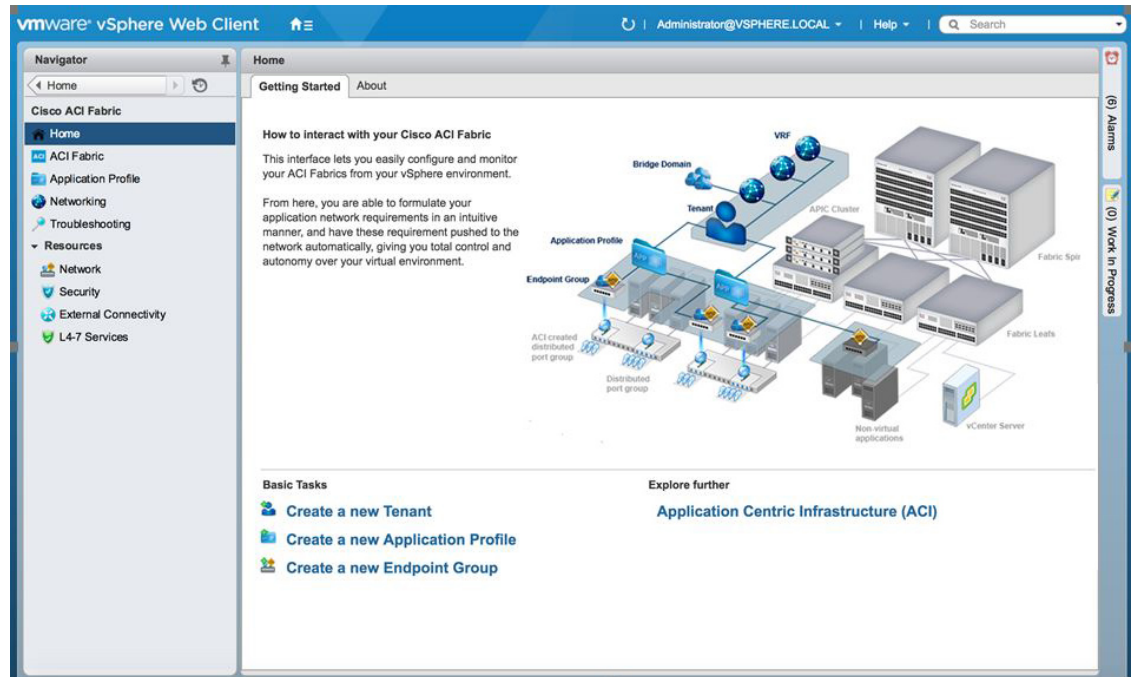 vmware® vSphere Web Client
Administrator@VSPHERE.LOCAL
Help
Search
Navigator
Home
Cisco ACI Fabric
Home
ACI Fabric
Application Profile
Networking
Troubleshooting
Resources
Network
Security
External Connectivity
L4-7 Services
Home
Getting Started
About
How to interact with your Cisco ACI Fabric
This interface lets you easily configure and monitor
your ACI Fabrics from your vSphere environment.
From here, you are able to formulate your
application network requirements in an intuitive
manner, and have these requirement pushed to the
network automatically, giving you total control and
autonomy over your virtual environment.
VRF
Bridge Domain
Tenant
APIC Cluster
Application Profile
APP
Fabric Spin
Endpoint Group
APP
ACI created
distributed
port group
Fabric Leafs
Distributed
port group
Non-virtual
applications
vCenter Server
Basic Tasks
Create a new Tenant
Create a new Application Profile
Create a new Endpoint Group
Explore further
Application Centric Infrastructure (ACI)
(6) Alarms
(0) Work In Progress